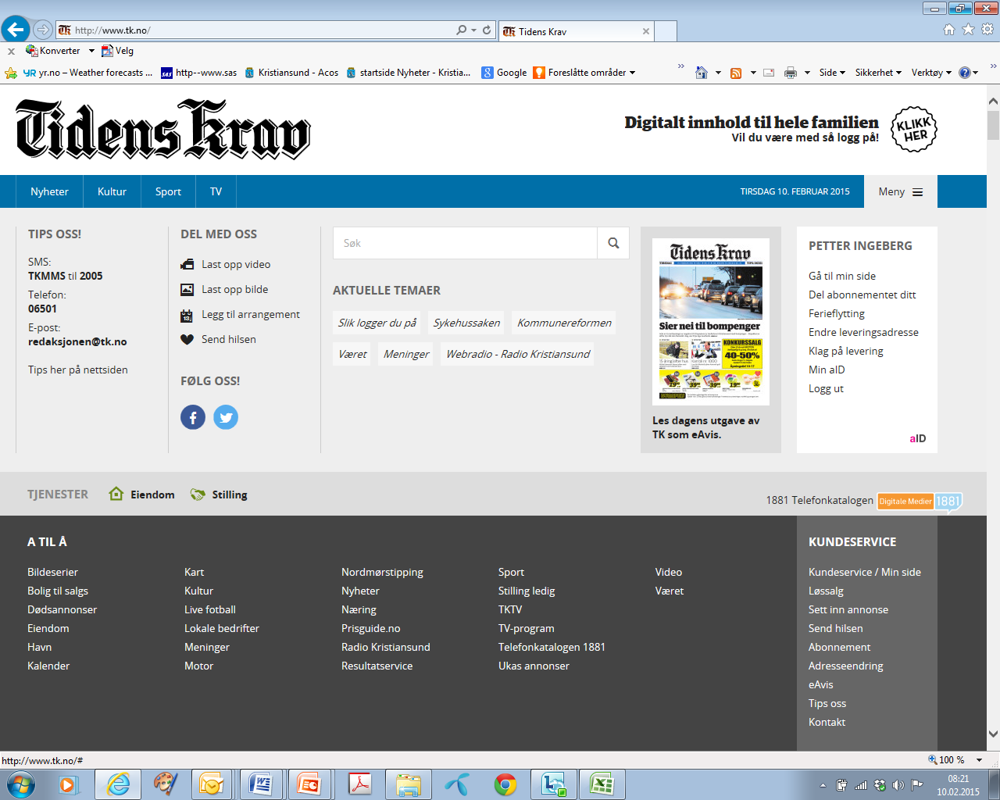 http://www.tk.no/
Tidens Krav
Konverter
Velg
yr.no – Weather forecasts ...
http--www.sas
Kristiansund - Acos
startside Nyheter - Kristia...
Google
Foreslåtte områder
Side
Sikkerhet
Verktøy
Tidens Krav
Digitalt innhold til hele familien
Vil du være med så logg på!
KLIKK
HER
Nyheter
Kultur
Sport
TV
TIRSDAG 10. FEBRUAR 2015
Meny
TIPS OSS!
SMS:
TKMMS til 2005
Telefon:
06501
E-post:
redaksjonen@tk.no
Tips her på nettsiden
DEL MED OSS
Last opp video
Last opp bilde
Legg til arrangement
Send hilsen
FØLG OSS!
Søk
AKTUELLE TEMAER
Slik logger du på
Sykehussaken
Kommunereformen
Været
Meninger
Webradio - Radio Kristiansund
Tidens Krav
Sier nei til bompenger
KONKURSSALG
40-50%
Les dagens utgave av
TK som eAvis.
PETTER INGEBERG
Gå til min side
Del abonnementet ditt
Ferieflytting
Endre leveringsadresse
Klag på levering
Min aID
Logg ut
aID
TJENESTER
Eiendom
Stilling
1881 Telefonkatalogen
Digitale Medier
1881
A TIL Å
Bildeserier
Bolig til salgs
Dødsannonser
Eiendom
Havn
Kalender
Kart
Kultur
Live fotball
Lokale bedrifter
Meninger
Motor
Nordmørstipping
Nyheter
Næring
Prisguide.no
Radio Kristiansund
Resultatservice
Sport
Stilling ledig
TKTV
TV-program
Telefonkatalogen 1881
Ukas annonser
Video
Været
KUNDESERVICE
Kundeservice / Min side
Løssalg
Sett inn annonse
Send hilsen
Abonnement
Adresseendring
eAvis
Tips oss
Kontakt
http://www.tk.no/#
100 %
08:21
10.02.2015